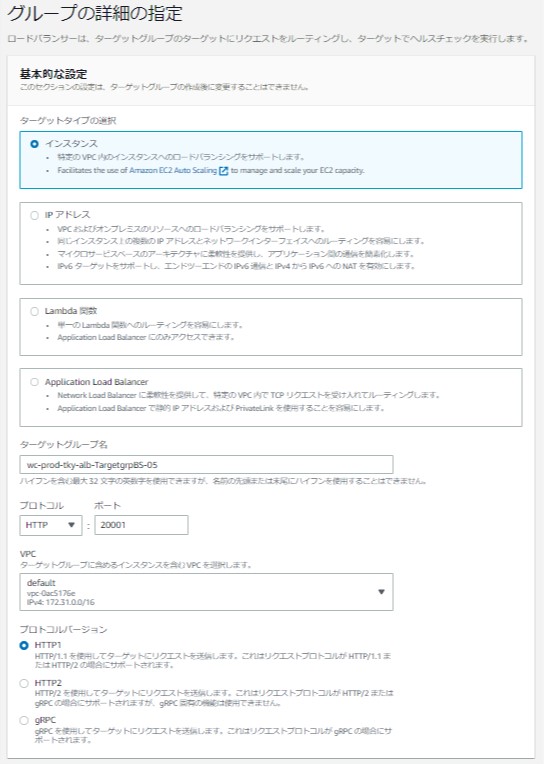 グループの詳細の指定
ロードバランサーは、ターゲットグループのターゲットにリクエストをルーティングし、ターゲットでヘルスチェックを実行します。
基本的な設定
このセクションの設定は、ターゲットグループの作成後に変更することはできません。
ターゲットタイプの選択
インスタンス
• 特定の VPC 内のインスタンスへのロードバランシングをサポートします。
• Facilitates the use of Amazon EC2 Auto Scaling to manage and scale your EC2 capacity.
IP アドレス
• VPC およびオンプレミスのリソースへのロードバランシングをサポートします。
• 同じインスタンス上の複数の IP アドレスとネットワークインターフェイスへのルーティングを容易にします。
• マイクロサービスベースのアーキテクチャに柔軟性を提供し、アプリケーション間の通信を簡素化します。
• IPv6 ターゲットをサポートし、エンドツーエンドの IPv6 通信と IPv4 から IPv6 への NAT を有効にします。
Lambda 関数
• 単一の Lambda 関数へのルーティングを容易にします。
• Application Load Balancer にのみアクセスできます。
Application Load Balancer
• Network Load Balancer に柔軟性を提供して、特定の VPC 内で TCP リクエストを受け入れてルーティングします。
• Application Load Balancer で静的 IP アドレスおよび PrivateLink を使用することを容易にします。
ターゲットグループ名
wc-prod-tky-alb-TargetgrpBS-05
ハイフンを含む最大 32 文字の英数字を使用できますが、名前の先頭または末尾にハイフンを使用することはできません。
プロトコル ポート
HTTP : 20001
VPC
ターゲットグループに含めるインスタンスを含む VPC を選択します。
default
vpc-0ac5176e
IPv4: 172.31.0.0/16
プロトコルバージョン
HTTP1
HTTP/1.1 を使用してターゲットにリクエストを送信します。これはリクエストプロトコルが HTTP/1.1 ま
たは HTTP/2 の場合にサポートされます。
HTTP2
HTTP/2 を使用してターゲットにリクエストを送信します。これはリクエストプロトコルが HTTP/2 または
gRPC の場合にサポートされますが、gRPC 固有の機能は使用できません。
gRPC
gRPC を使用してターゲットにリクエストを送信します。これはリクエストプロトコルが gRPC の場合にサ
ポートされます。